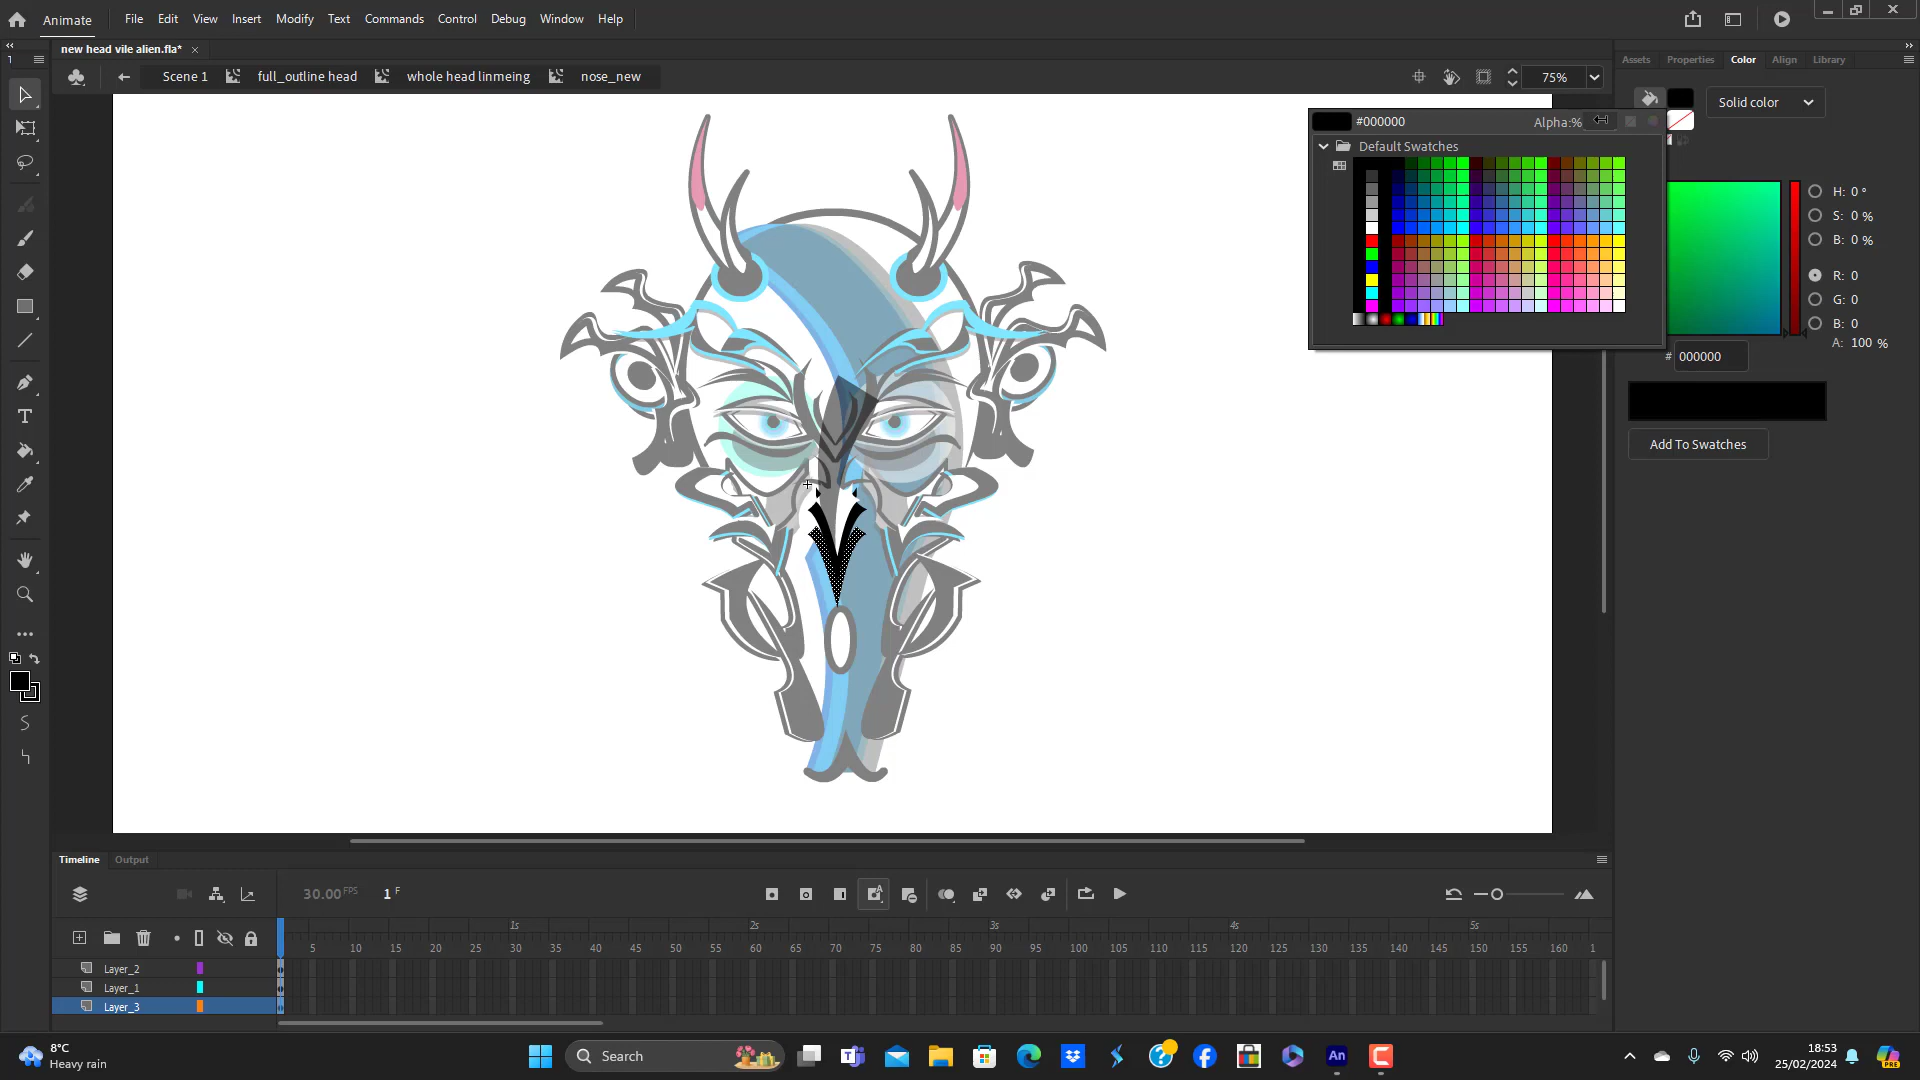 Animate File Edit View Insert Modify Text Commands Control Debug Window Help
new head vile alien.fla*
Assets Properties Color Align Library
Scene 1 full_outline head whole head linmeing nose_new 75%
Solid color
#000000 Alpha:%
Default Swatches
H: 0 °
S: 0 %
B: 0 %
R: 0
G: 0
B: 0
A: 100 %
# 000000
Add To Swatches
Timeline Output
30.00 FPS 1 F
1s 2s 3s 4s 5s
5 10 15 20 25 30 35 40 45 50 55 60 65 70 75 80 85 90 95 100 105 110 115 120 125 130 135 140 145 150 155 160 1
Layer_2
Layer_1
Layer_3
8°C
Heavy rain
Search
An
PRE
18:53
25/02/2024